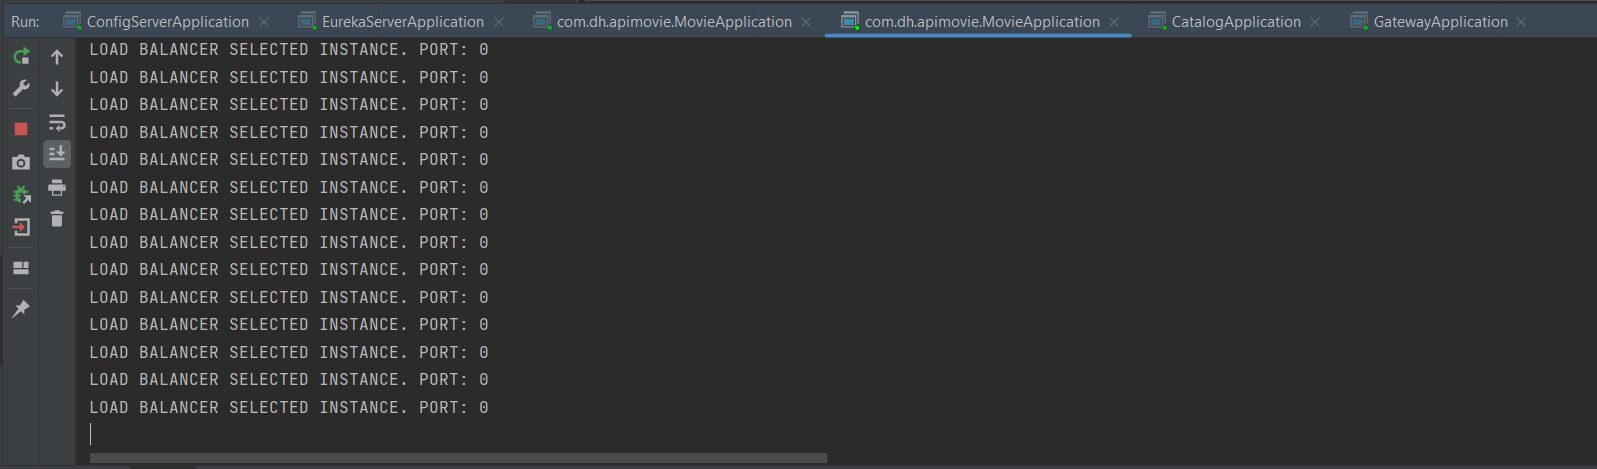 Run: ConfigServerApplication EurekaServerApplication com.dh.apimovie.MovieApplication com.dh.apimovie.MovieApplication CatalogApplication GatewayApplication
LOAD BALANCER SELECTED INSTANCE. PORT: 0
LOAD BALANCER SELECTED INSTANCE. PORT: 0
LOAD BALANCER SELECTED INSTANCE. PORT: 0
LOAD BALANCER SELECTED INSTANCE. PORT: 0
LOAD BALANCER SELECTED INSTANCE. PORT: 0
LOAD BALANCER SELECTED INSTANCE. PORT: 0
LOAD BALANCER SELECTED INSTANCE. PORT: 0
LOAD BALANCER SELECTED INSTANCE. PORT: 0
LOAD BALANCER SELECTED INSTANCE. PORT: 0
LOAD BALANCER SELECTED INSTANCE. PORT: 0
LOAD BALANCER SELECTED INSTANCE. PORT: 0
LOAD BALANCER SELECTED INSTANCE. PORT: 0
LOAD BALANCER SELECTED INSTANCE. PORT: 0
LOAD BALANCER SELECTED INSTANCE. PORT: 0